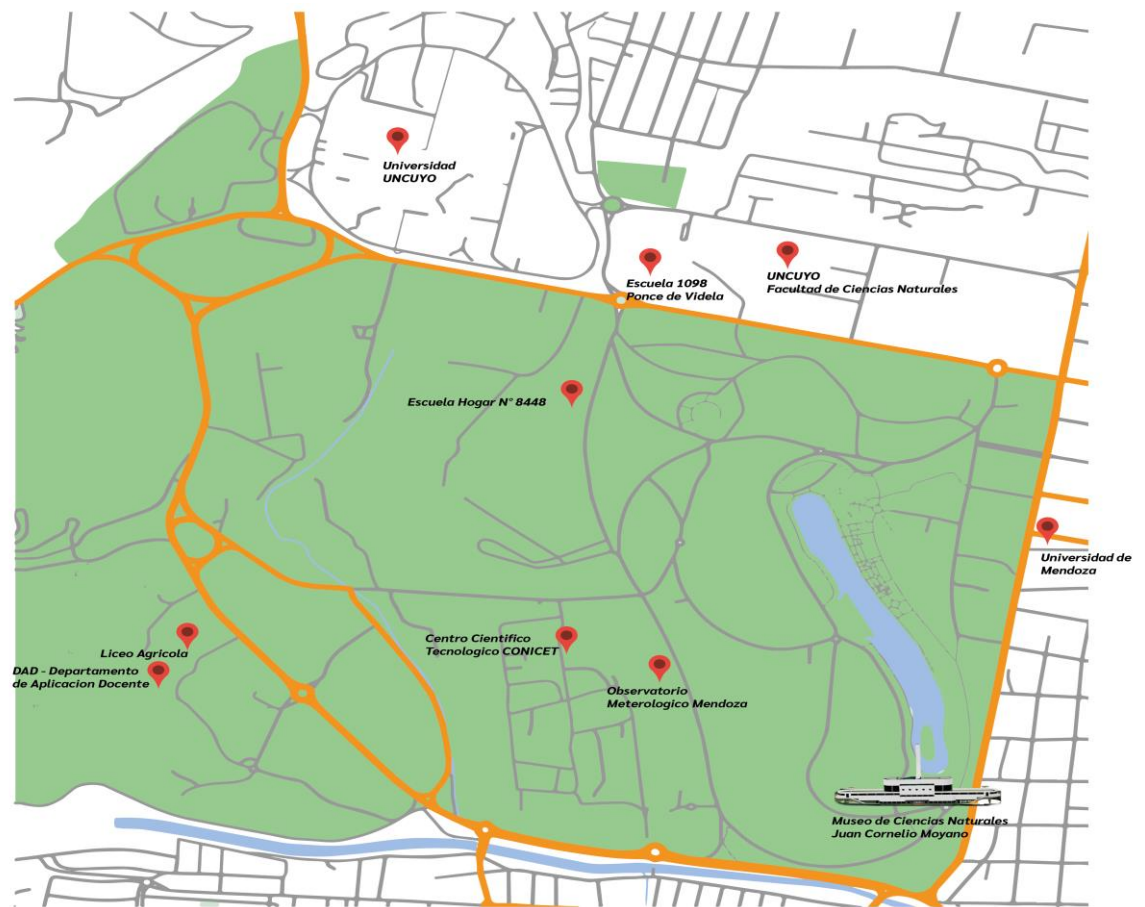 Universidad
UNCUYO
Escuela 1098
Ponce de Videla
UNCUYO
Facultad de Ciencias Naturales
Escuela Hogar N° 8448
Universidad de
Mendoza
Liceo Agricola
DAD - Departamento
de Aplicacion Docente
Centro Cientifico
Tecnologico CONICET
Observatorio
Meterologico Mendoza
Museo de Ciencias Naturales
Juan Cornelio Moyano